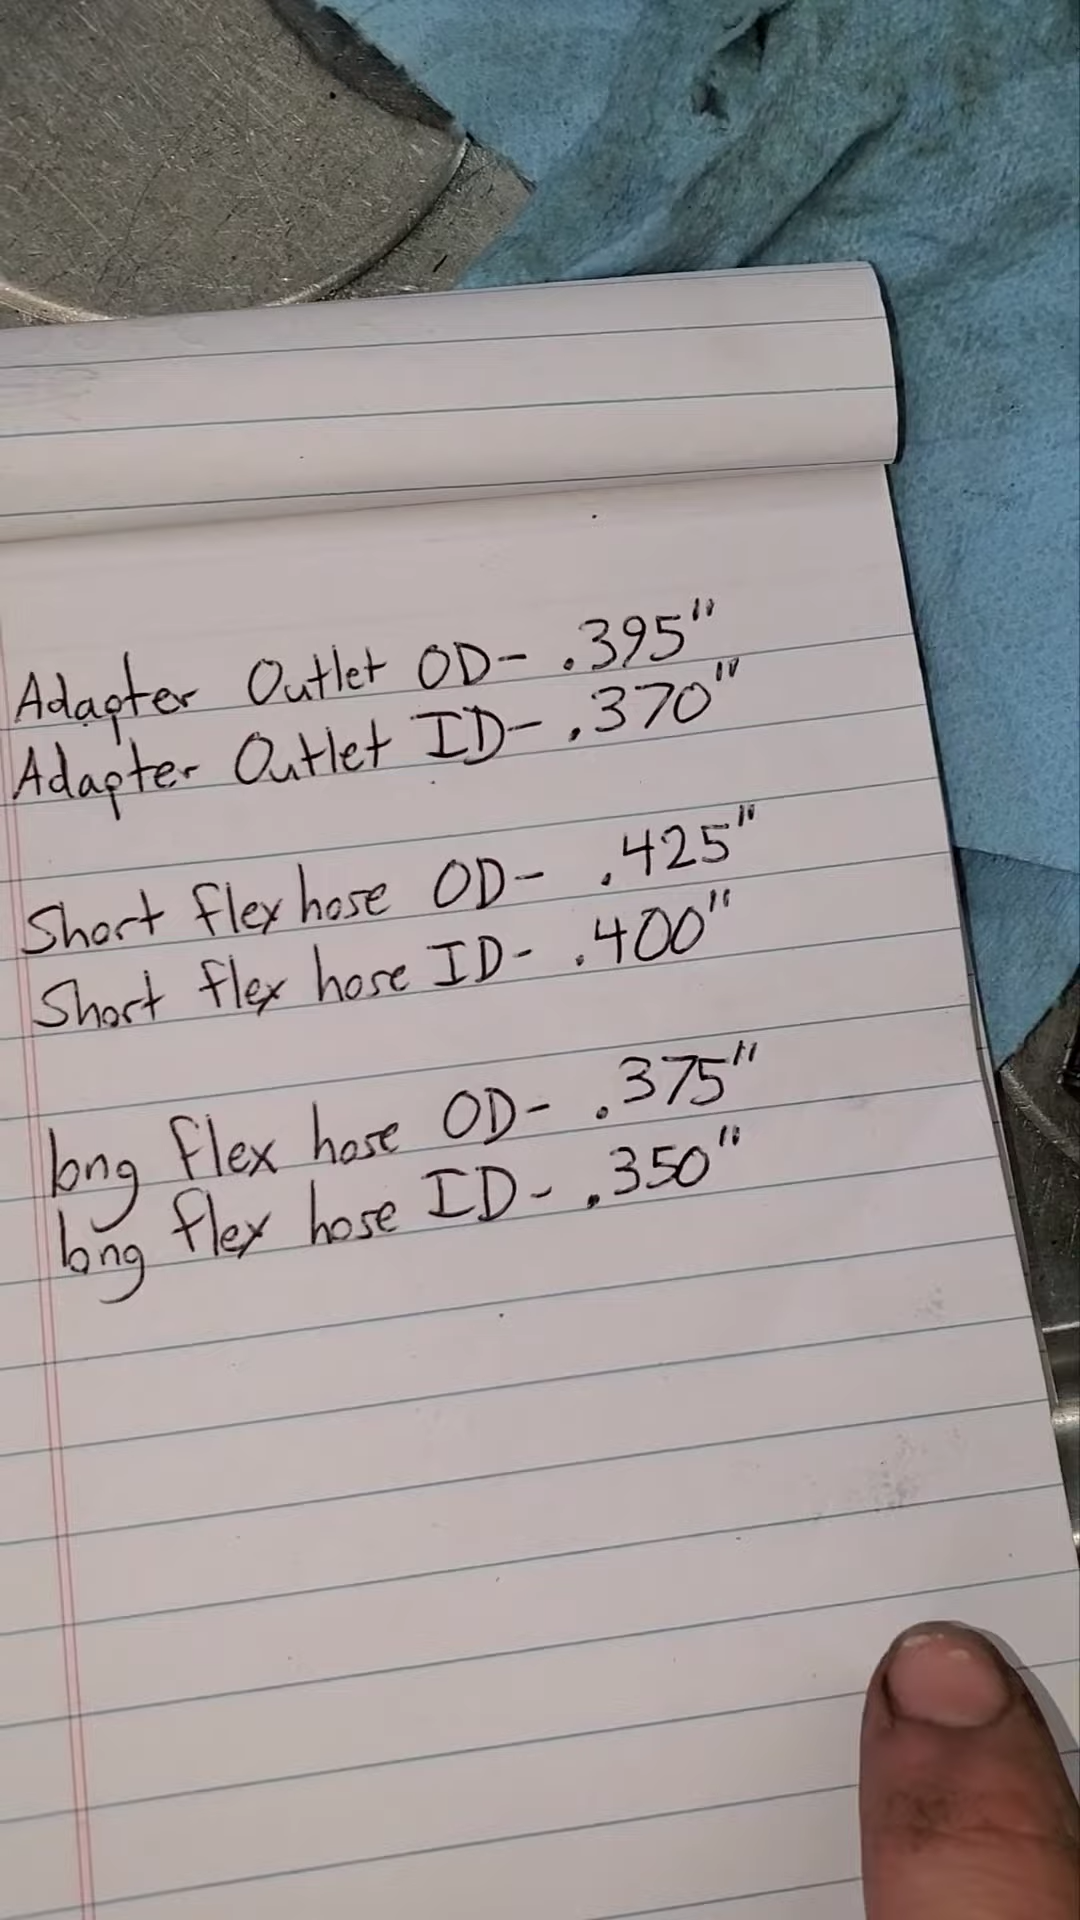 Adapter Outlet OD- .395"
Adapter Outlet ID- .370"
Short flex hose OD- .425"
Short flex hose ID- .400"
long flex hose OD- .375"
long flex hose ID- .350"